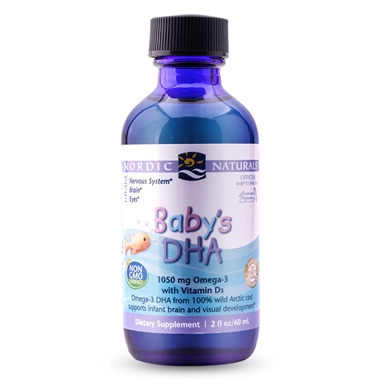 NORDIC NATURALS
Nervous System*
Brain*
Eyes*
OFFICIAL
Baby's
DHA
NON
GMO
VERIFIED
1050 mg Omega-3
with Vitamin D3
Omega-3 DHA from 100% wild Arctic cod
supports infant brain and visual development*
Dietary Supplement | 2 fl oz/60 mL